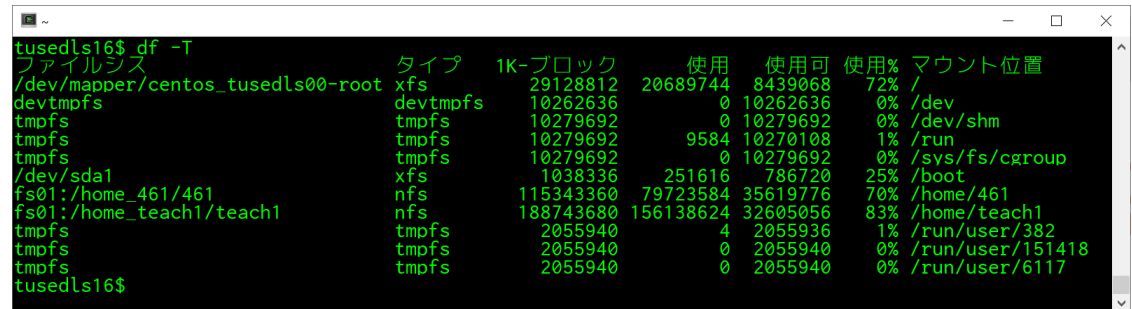 ~
tusedls16$ df -T
ファイルシス タイプ 1K-ブロック 使用 使用可 使用% マウント位置
/dev/mapper/centos_tusedls00-root xfs 29128812 20689744 8439068 72% /
devtmpfs devtmpfs 10262636 0 10262636 0% /dev
tmpfs tmpfs 10279692 0 10279692 0% /dev/shm
tmpfs tmpfs 10279692 9584 10270108 1% /run
tmpfs tmpfs 10279692 0 10279692 0% /sys/fs/cgroup
/dev/sda1 xfs 1038336 251616 786720 25% /boot
fs01:/home_461/461 nfs 115343360 79723584 35619776 70% /home/461
fs01:/home_teach1/teach1 nfs 188743680 156138624 32605056 83% /home/teach1
tmpfs tmpfs 2055940 4 2055936 1% /run/user/382
tmpfs tmpfs 2055940 0 2055940 0% /run/user/151418
tmpfs tmpfs 2055940 0 2055940 0% /run/user/6117
tusedls16$